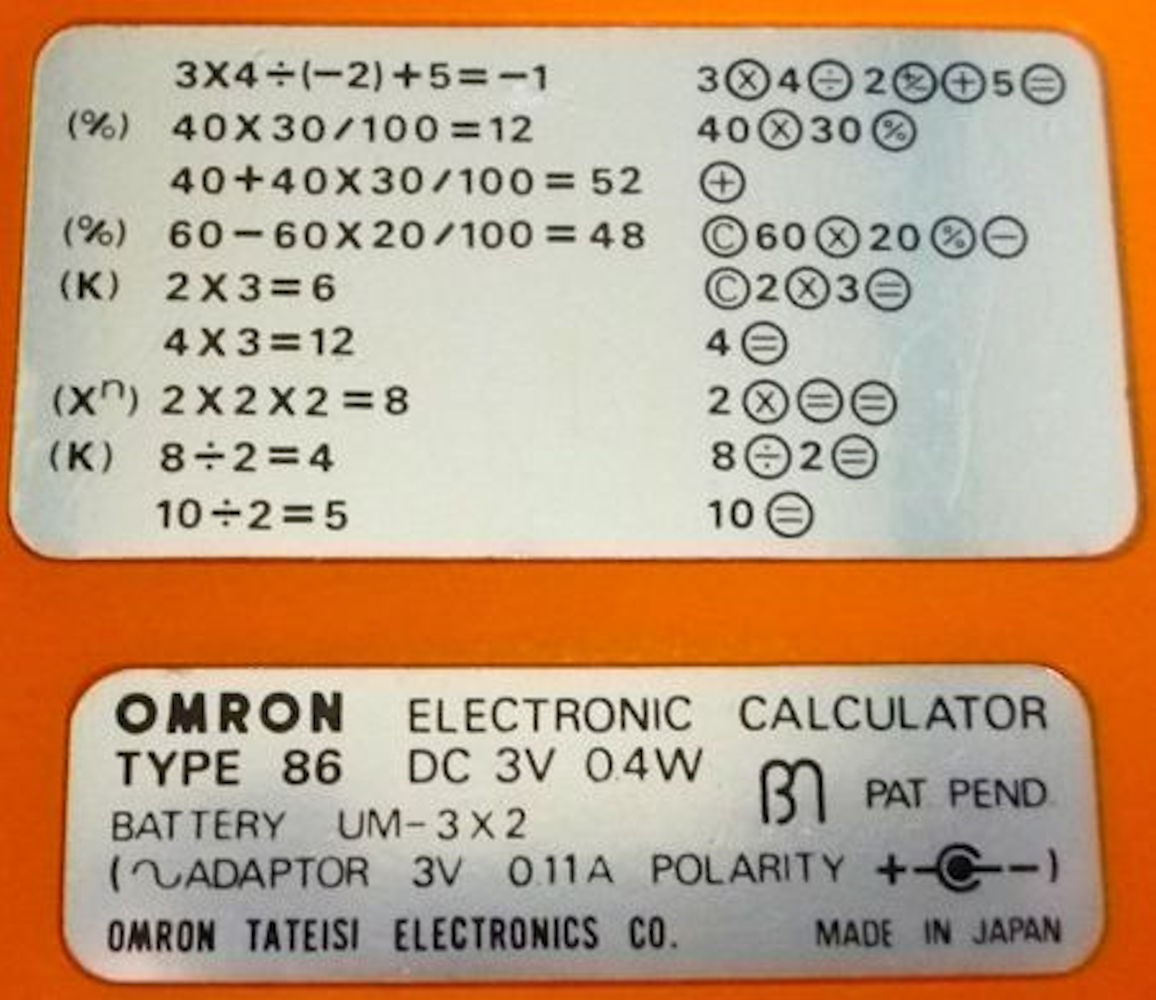 3X4÷(−2)+5=−1 3⊗4÷2+/−⊕5=
(%) 40X30/100=12 40⊗30%
40+40X30/100=52 ⊕
(%) 60−60X20/100=48 ©60⊗20%⊖
(K) 2X3=6 ©2⊗3=
4X3=12 4=
(Xⁿ) 2X2X2=8 2⊗==
(K) 8÷2=4 8÷2=
10÷2=5 10=
OMRON ELECTRONIC CALCULATOR
TYPE 86 DC 3V 0.4W
BATTERY UM-3X2 PAT PEND.
(∿ADAPTOR 3V 0.11A POLARITY +-−)
OMRON TATEISI ELECTRONICS CO. MADE IN JAPAN